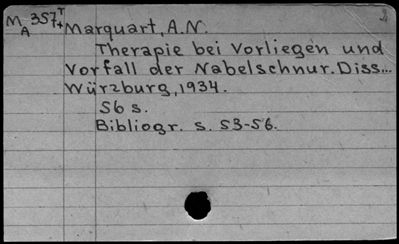 M 357 T Marquart, A.N.
A +
Therapie bei Vorliegen und
Vorfall der Nabelschnur. Diss...
Würzburg, 1934.
56 s.
Bibliogr. s. 53-56.